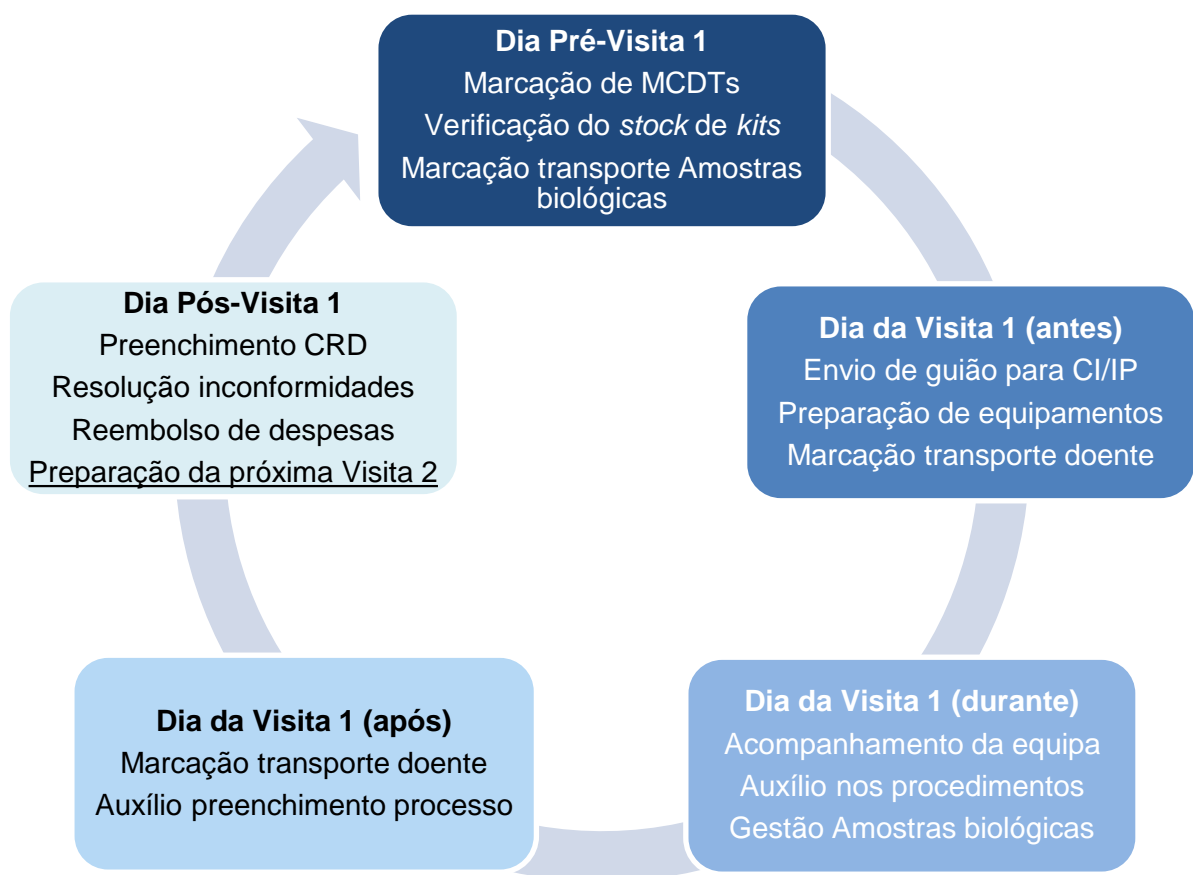 Dia Pré-Visita 1
Marcação de MCDTs
Verificação do stock de kits
Marcação transporte Amostras
biológicas
Dia da Visita 1 (antes)
Envio de guião para CI/IP
Preparação de equipamentos
Marcação transporte doente
Dia da Visita 1 (durante)
Acompanhamento da equipa
Auxílio nos procedimentos
Gestão Amostras biológicas
Dia da Visita 1 (após)
Marcação transporte doente
Auxílio preenchimento processo
Dia Pós-Visita 1
Preenchimento CRD
Resolução inconformidades
Reembolso de despesas
Preparação da próxima Visita 2